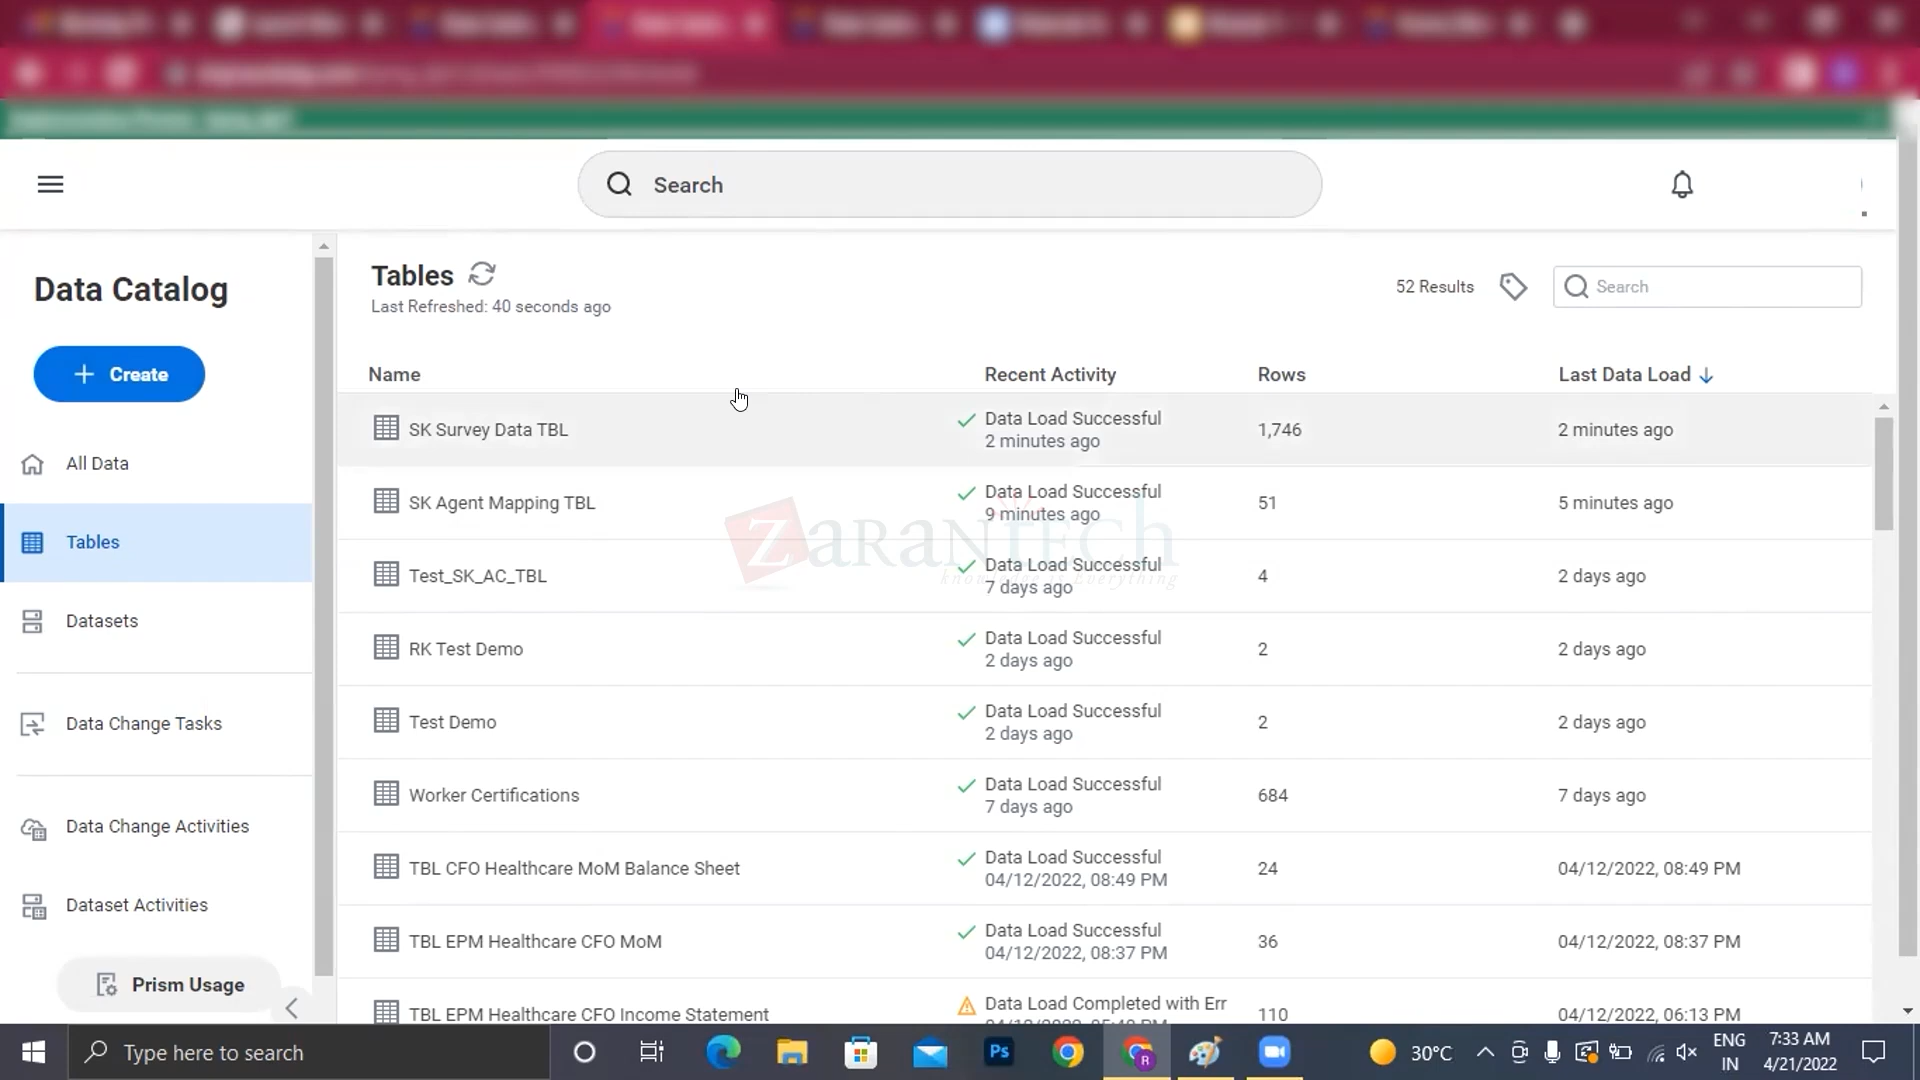 Search
Data Catalog
Create
All Data
Tables
Datasets
Data Change Tasks
Data Change Activities
Dataset Activities
Prism Usage
Tables
Last Refreshed: 40 seconds ago
52 Results
Search
Name Recent Activity Rows Last Data Load
SK Survey Data TBL Data Load Successful 1,746 2 minutes ago
2 minutes ago
SK Agent Mapping TBL Data Load Successful 51 5 minutes ago
9 minutes ago
Test_SK_AC_TBL Data Load Successful 4 2 days ago
7 days ago
RK Test Demo Data Load Successful 2 2 days ago
2 days ago
Test Demo Data Load Successful 2 2 days ago
2 days ago
Worker Certifications Data Load Successful 684 7 days ago
7 days ago
TBL CFO Healthcare MoM Balance Sheet Data Load Successful 24 04/12/2022, 08:49 PM
04/12/2022, 08:49 PM
TBL EPM Healthcare CFO MoM Data Load Successful 36 04/12/2022, 08:37 PM
04/12/2022, 08:37 PM
TBL EPM Healthcare CFO Income Statement Data Load Completed with Err 110 04/12/2022, 06:13 PM
ZaranTech
knowledge is Everything
Type here to search
Ps
R
30°C
ENG
IN
7:33 AM
4/21/2022